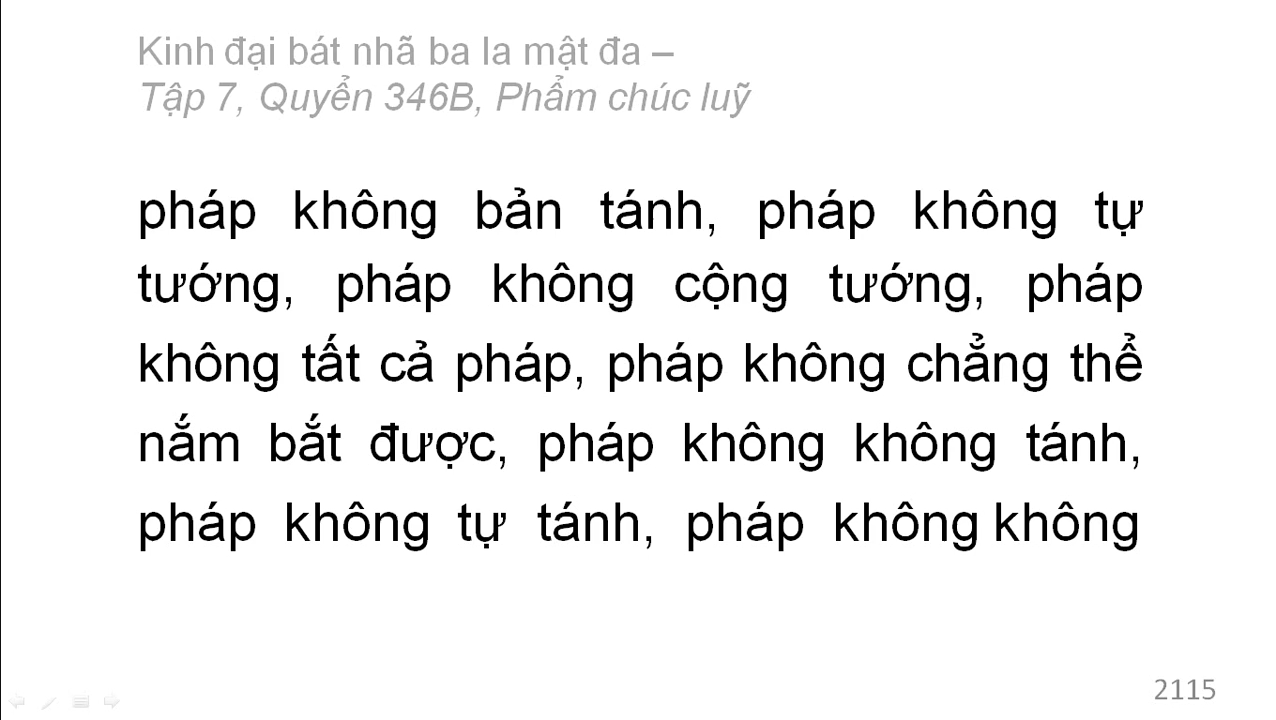 Kinh đại bát nhã ba la mật đa –
Tập 7, Quyển 346B, Phẩm chúc luỹ
pháp không bản tánh, pháp không tự
tướng, pháp không cộng tướng, pháp
không tất cả pháp, pháp không chẳng thể
nắm bắt được, pháp không không tánh,
pháp không tự tánh, pháp không không
2115